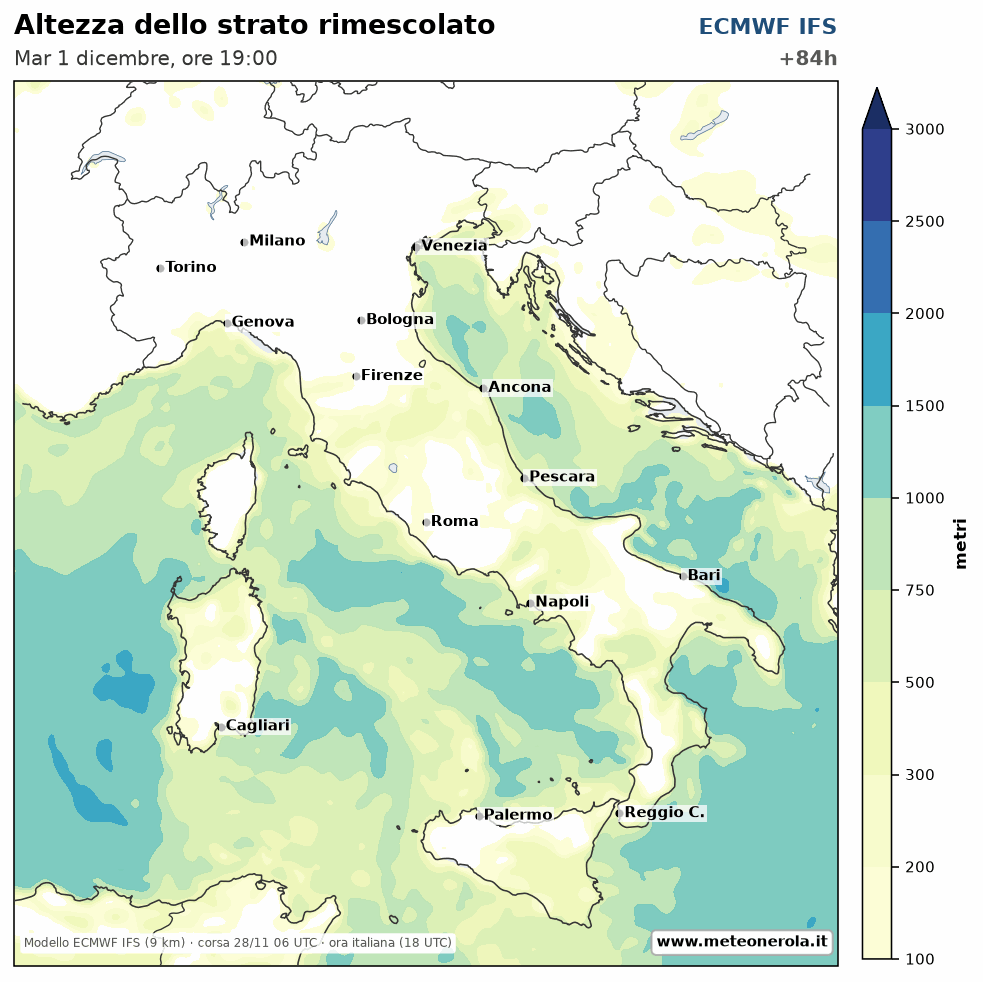 Altezza dello strato rimescolato
ECMWF IFS
Mar 1 dicembre, ore 19:00
+84h
Milano
Venezia
Torino
Genova
Bologna
Firenze
Ancona
Pescara
Roma
Bari
Napoli
Cagliari
Palermo
Reggio C.
3000
2500
2000
1500
1000
750
500
300
200
100
metri
Modello ECMWF IFS (9 km) · corsa 28/11 06 UTC · ora italiana (18 UTC)
www.meteonerola.it